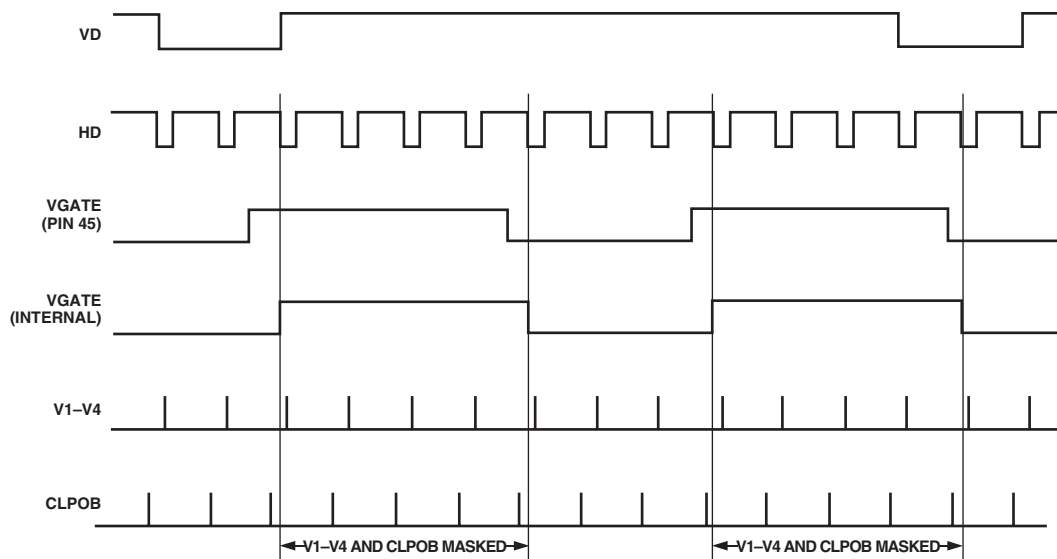 VD
HD
VGATE
(PIN 45)
VGATE
(INTERNAL)
V1–V4
CLPOB
V1–V4 AND CLPOB MASKED
V1–V4 AND CLPOB MASKED